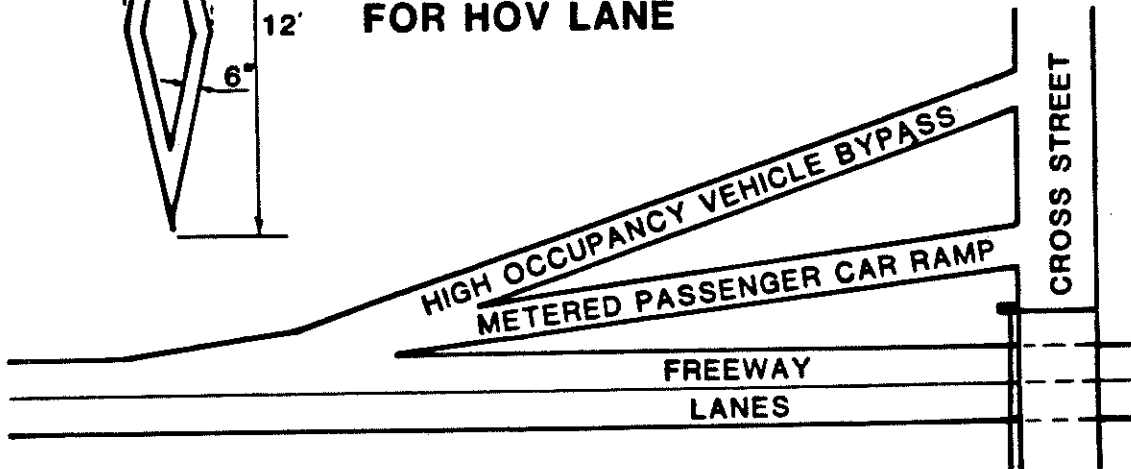 12'
FOR HOV LANE
6"
HIGH OCCUPANCY VEHICLE BYPASS
CROSS STREET
METERED PASSENGER CAR RAMP
FREEWAY
LANES